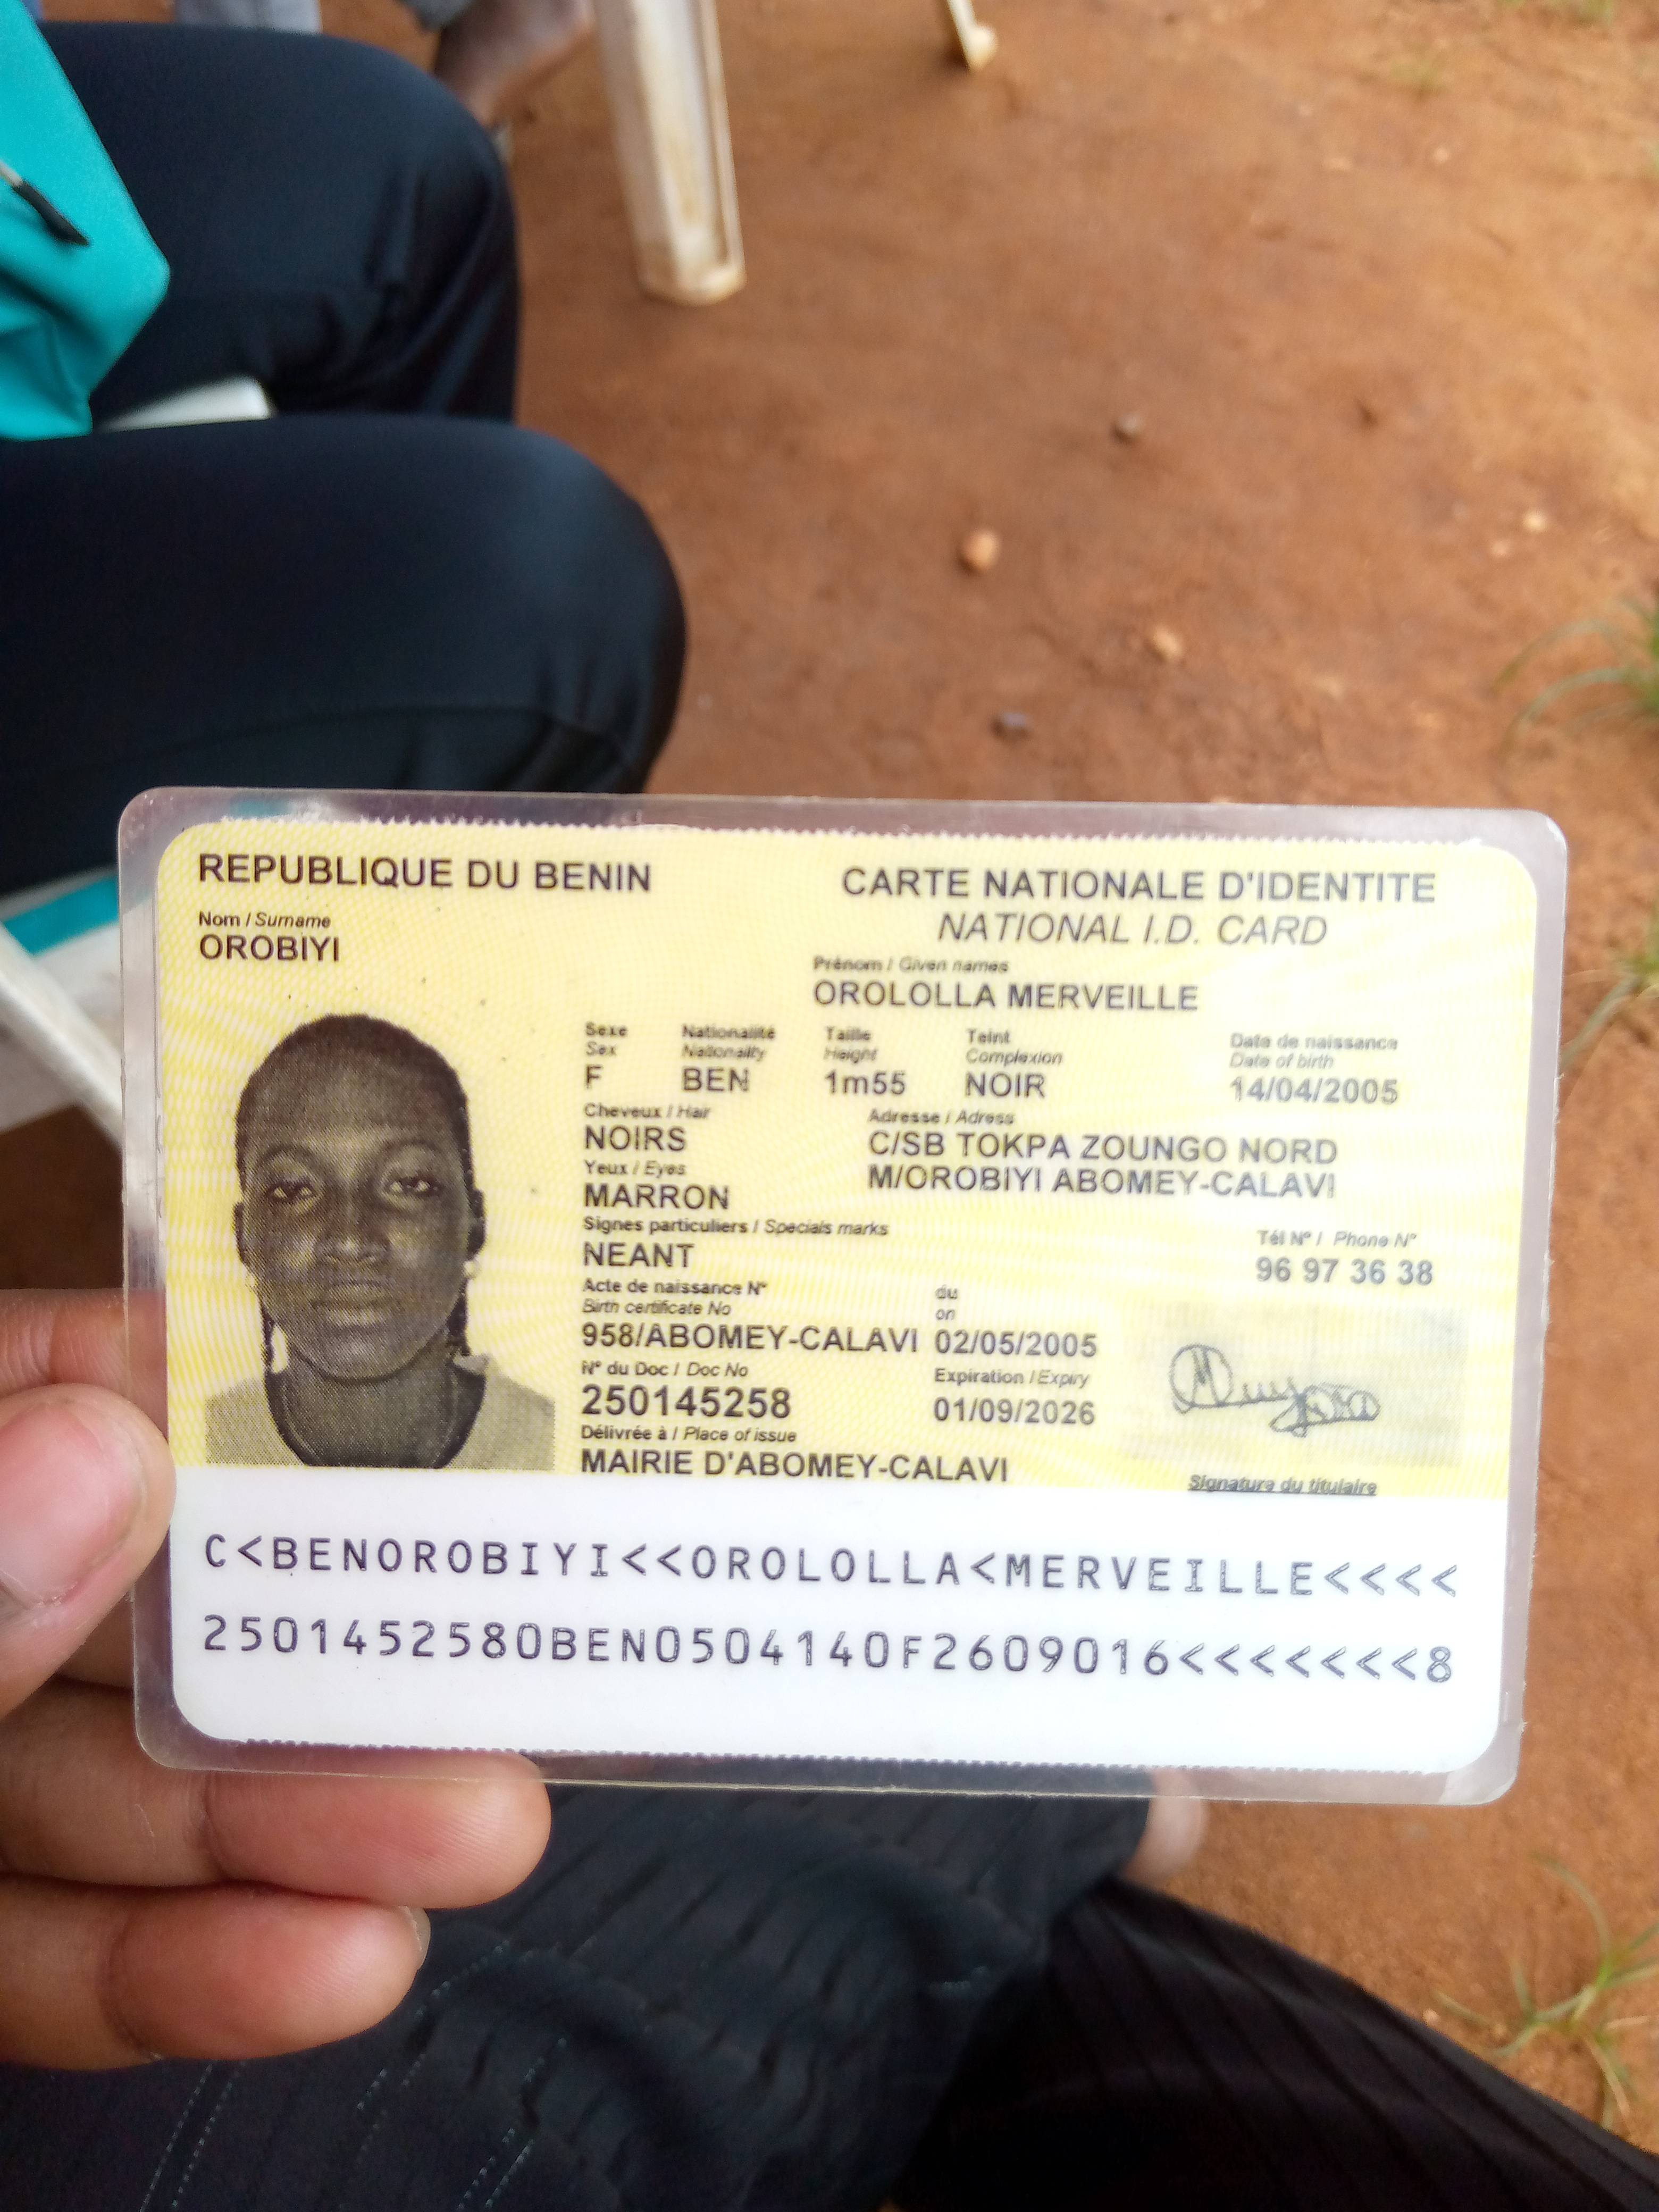 REPUBLIQUE DU BENIN
CARTE NATIONALE D'IDENTITE
NATIONAL I.D. CARD
Nom / Surname
OROBIYI
Prénom / Given names
OROLOLLA MERVEILLE
Sexe Nationalité Taille Teint Date de naissance
Sex Nationality Height Complexion Date of birth
F BEN 1m55 NOIR 14/04/2005
Cheveux / Hair Adresse / Adress
NOIRS C/SB TOKPA ZOUNGO NORD
Yeux / Eyes M/OROBIYI ABOMEY-CALAVI
MARRON
Signes particuliers / Specials marks Tél N° / Phone N°
NEANT 96 97 36 38
Acte de naissance N° du
Birth certificate No on
958/ABOMEY-CALAVI 02/05/2005
N° du Doc / Doc No Expiration / Expiry
250145258 01/09/2026
Délivrée à / Place of issue
MAIRIE D'ABOMEY-CALAVI
Signature du titulaire
C<BENOROBIYI<<OROLOLLA<MERVEILLE<<<<
2501452580BEN0504140F2609016<<<<<<<8